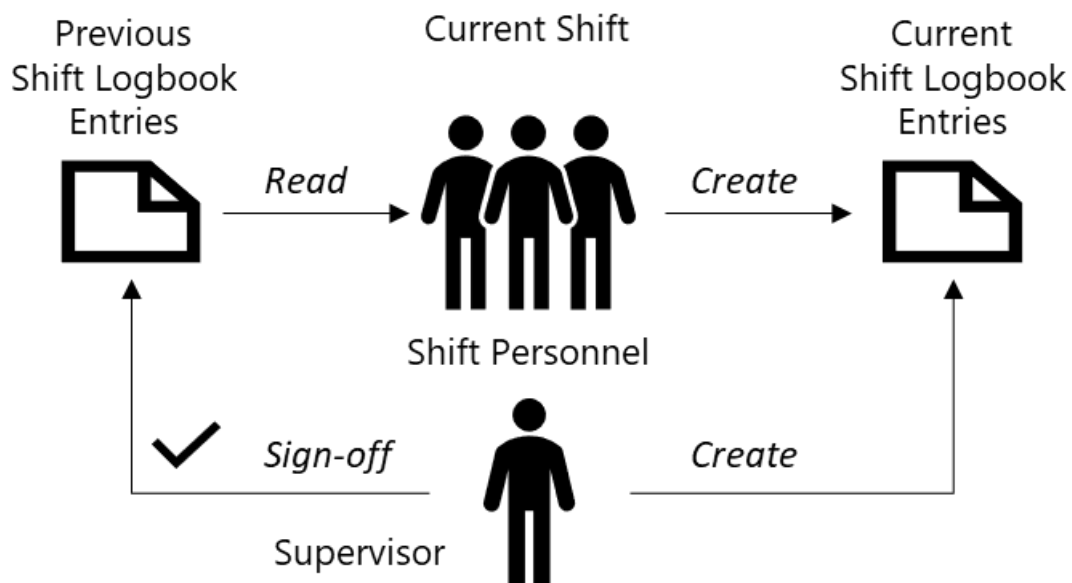 Previous
Shift Logbook
Entries
Current Shift
Current
Shift Logbook
Entries
Read
Create
Shift Personnel
Sign-off
Create
Supervisor